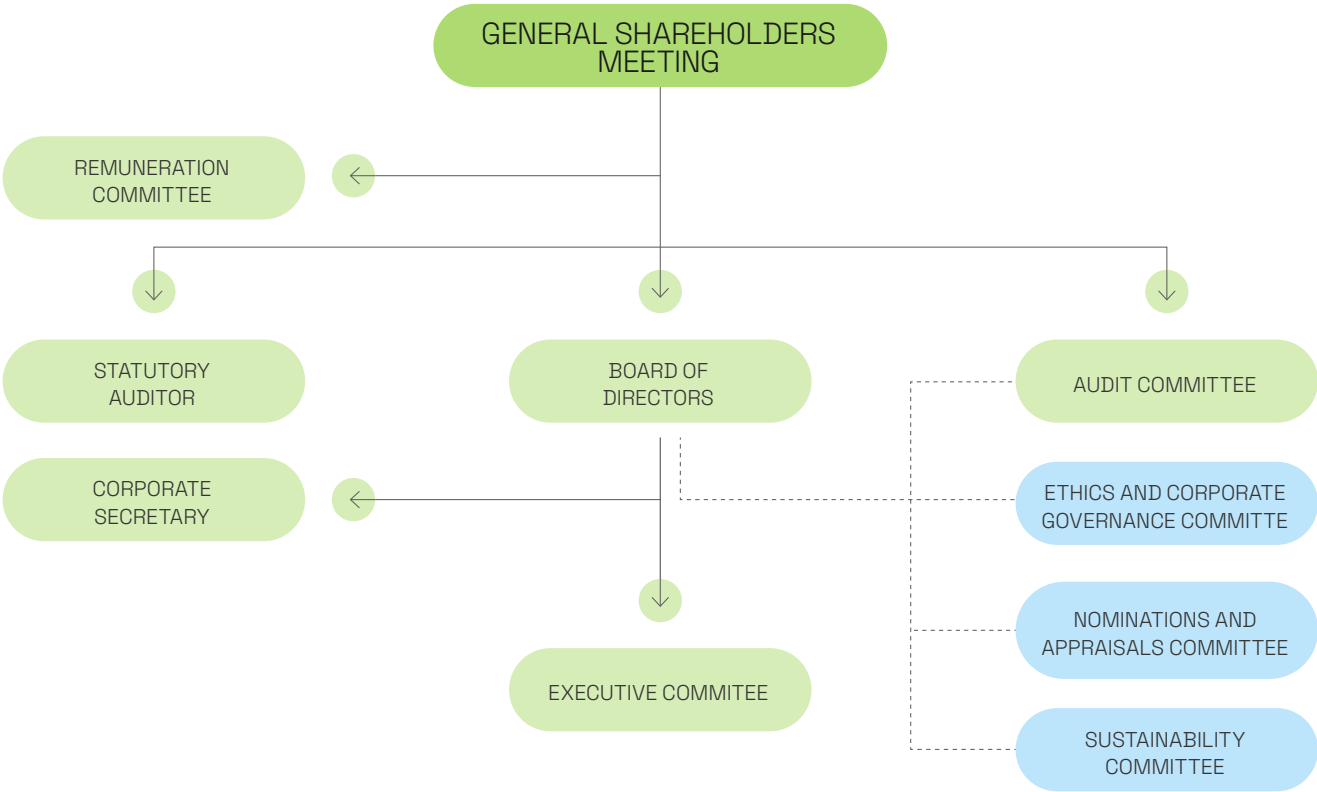 GENERAL SHAREHOLDERS
MEETING
REMUNERATION
COMMITTEE
STATUTORY
AUDITOR
BOARD OF
DIRECTORS
AUDIT COMMITTEE
CORPORATE
SECRETARY
ETHICS AND CORPORATE
GOVERNANCE COMMITTE
NOMINATIONS AND
APPRAISALS COMMITTEE
EXECUTIVE COMMITEE
SUSTAINABILITY
COMMITTEE